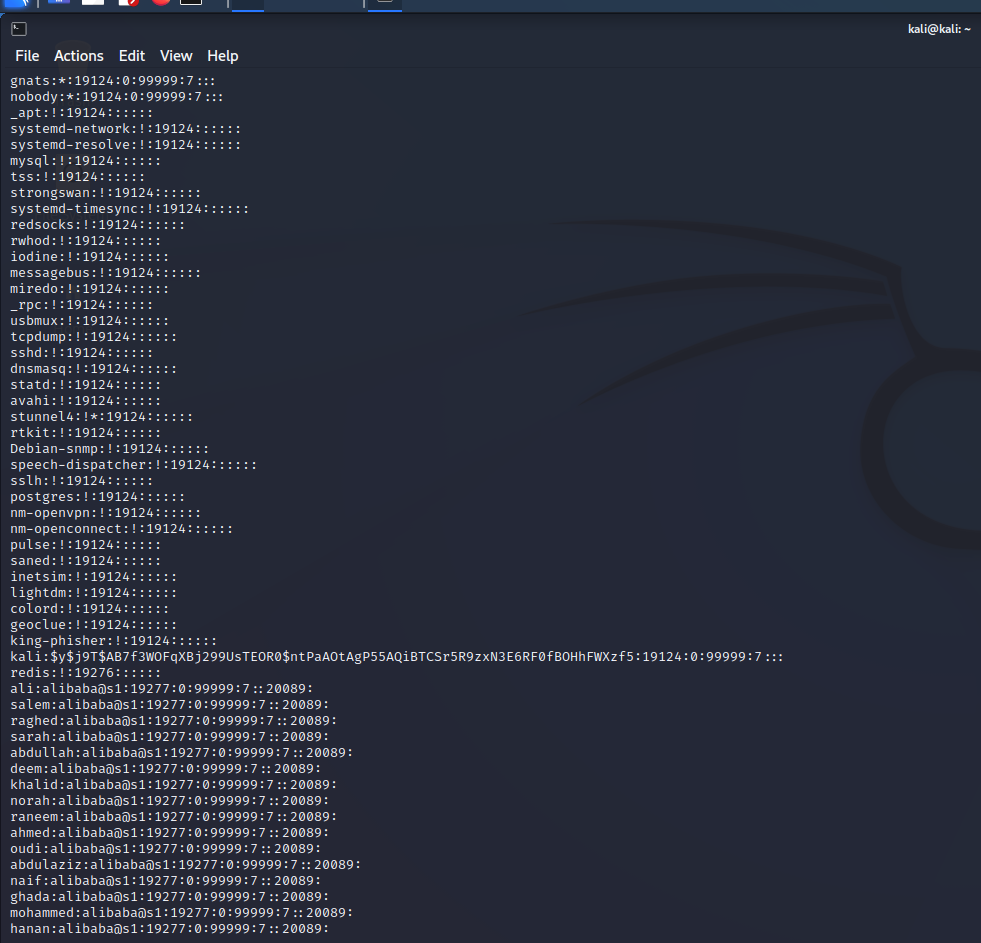 kali@kali: ~
File Actions Edit View Help
gnats:*:19124:0:99999:7:::
nobody:*:19124:0:99999:7:::
_apt:!:19124::::::
systemd-network:!:19124::::::
systemd-resolve:!:19124::::::
mysql:!:19124::::::
tss:!:19124::::::
strongswan:!:19124::::::
systemd-timesync:!:19124::::::
redsocks:!:19124::::::
rwhod:!:19124::::::
iodine:!:19124::::::
messagebus:!:19124::::::
miredo:!:19124::::::
_rpc:!:19124::::::
usbmux:!:19124::::::
tcpdump:!:19124::::::
sshd:!:19124::::::
dnsmasq:!:19124::::::
statd:!:19124::::::
avahi:!:19124::::::
stunnel4:!*:19124::::::
rtkit:!:19124::::::
Debian-snmp:!:19124::::::
speech-dispatcher:!:19124::::::
sslh:!:19124::::::
postgres:!:19124::::::
nm-openvpn:!:19124::::::
nm-openconnect:!:19124::::::
pulse:!:19124::::::
saned:!:19124::::::
inetsim:!:19124::::::
lightdm:!:19124::::::
colord:!:19124::::::
geoclue:!:19124::::::
king-phisher:!:19124::::::
kali:$y$j9T$AB7f3WOFqXBj299UsTEOR0$ntPaAOtAgP55AQiBTCSr5R9zxN3E6RF0fBOHhFWXzf5:19124:0:99999:7:::
redis:!:19276::::::
ali:alibaba@s1:19277:0:99999:7::20089:
salem:alibaba@s1:19277:0:99999:7::20089:
raghed:alibaba@s1:19277:0:99999:7::20089:
sarah:alibaba@s1:19277:0:99999:7::20089:
abdullah:alibaba@s1:19277:0:99999:7::20089:
deem:alibaba@s1:19277:0:99999:7::20089:
khalid:alibaba@s1:19277:0:99999:7::20089:
norah:alibaba@s1:19277:0:99999:7::20089:
raneem:alibaba@s1:19277:0:99999:7::20089:
ahmed:alibaba@s1:19277:0:99999:7::20089:
oudi:alibaba@s1:19277:0:99999:7::20089:
abdulaziz:alibaba@s1:19277:0:99999:7::20089:
naif:alibaba@s1:19277:0:99999:7::20089:
ghada:alibaba@s1:19277:0:99999:7::20089:
mohammed:alibaba@s1:19277:0:99999:7::20089:
hanan:alibaba@s1:19277:0:99999:7::20089: